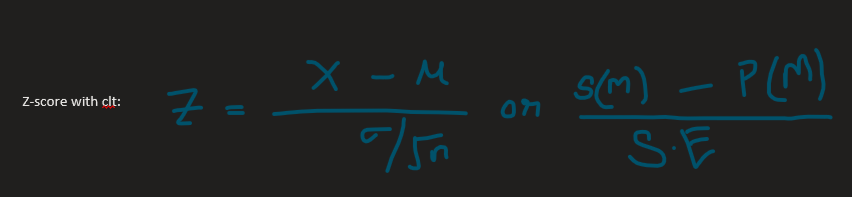 Z-score with clt: Z = (X - μ) / (σ/√n) or (S(m) - P(M)) / S.E